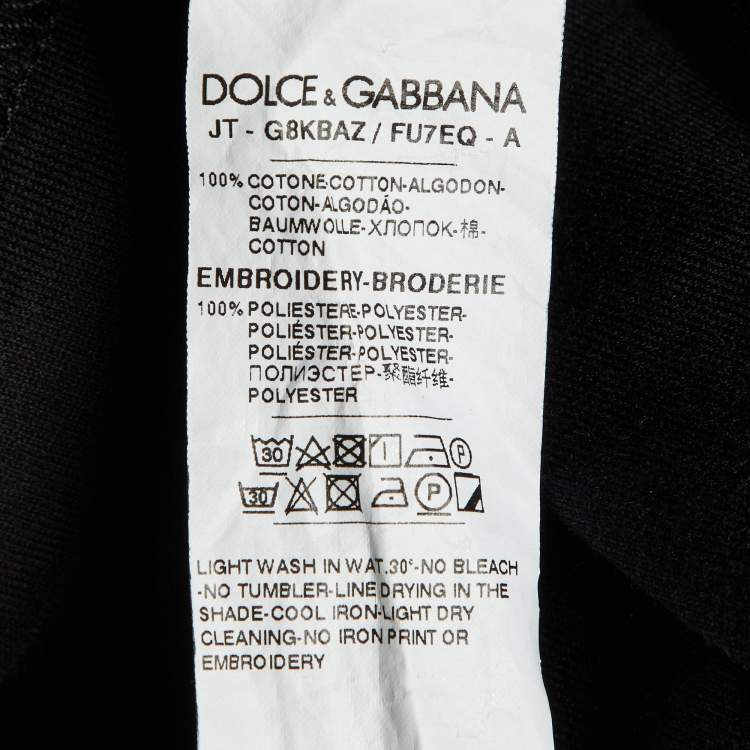 DOLCE & GABBANA
JT - G8KBAZ / FU7EQ - A
100% COTONE-COTTON-ALGODON-
COTON-ALGODÃO-
BAUMWOLLE-ХЛОПОК-棉-
COTTON
EMBROIDERY-BRODERIE
100% POLIESTERE-POLYESTER-
POLIÉSTER-POLYESTER-
POLIÉSTER-POLYESTER-
ПОЛИЭСТЕР-聚酯纤维-
POLYESTER
30 P
30 P
LIGHT WASH IN WAT.30°-NO BLEACH
-NO TUMBLER-LINE DRYING IN THE
SHADE-COOL IRON-LIGHT DRY
CLEANING-NO IRON PRINT OR
EMBROIDERY